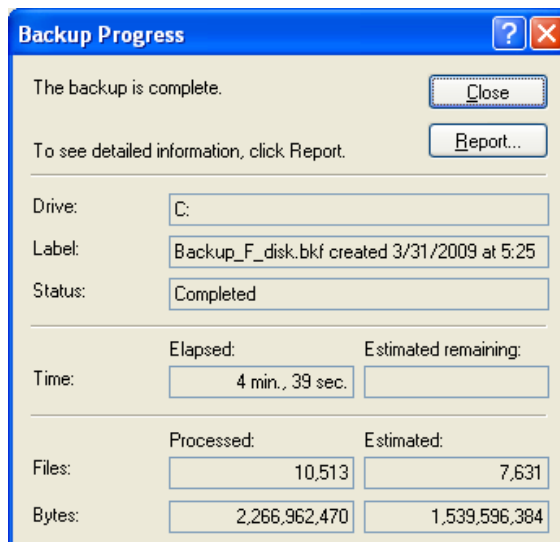 Backup Progress
The backup is complete.
Close
To see detailed information, click Report.
Report...
Drive: C:
Label: Backup_F_disk.bkf created 3/31/2009 at 5:25
Status: Completed
Elapsed: Estimated remaining:
Time: 4 min., 39 sec.
Processed: Estimated:
Files: 10,513 7,631
Bytes: 2,266,962,470 1,539,596,384